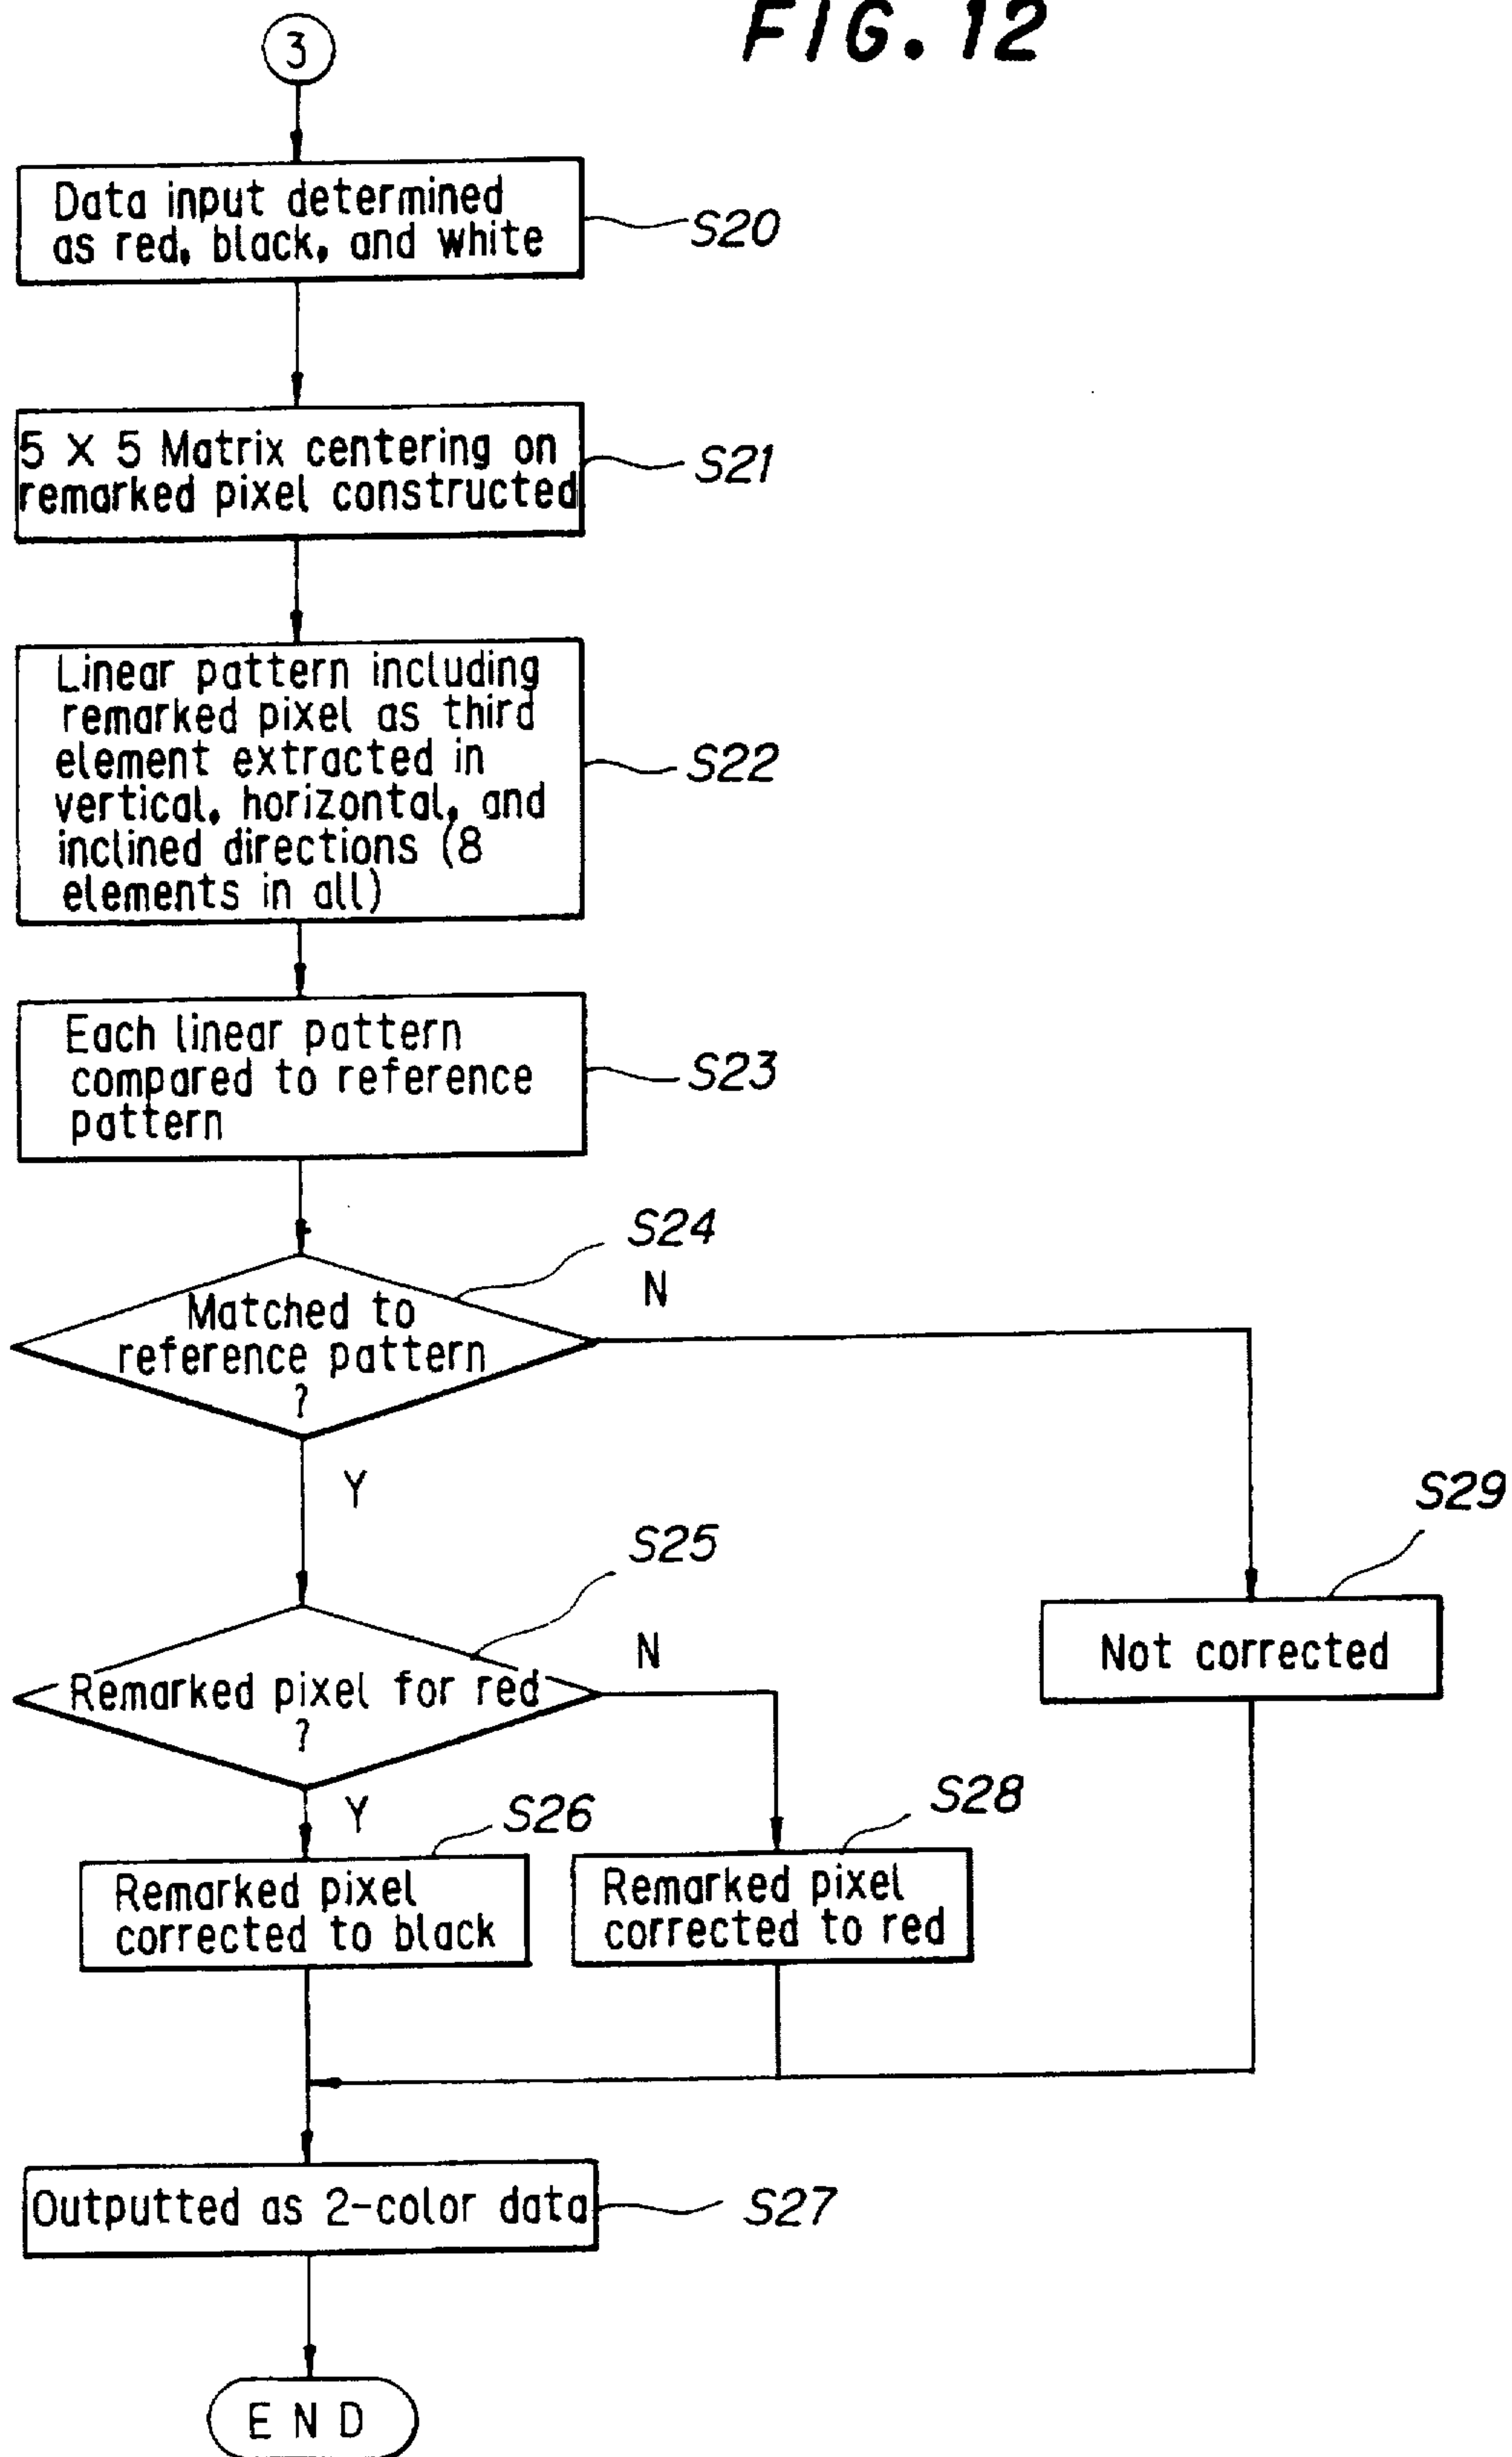 FIG. 12
3
Data input determined
as red, black, and white
S20
5 X 5 Matrix centering on
remarked pixel constructed
S21
Linear pattern including
remarked pixel as third
element extracted in
vertical, horizontal, and
inclined directions (8
elements in all)
S22
Each linear pattern
compared to reference
pattern
S23
S24
N
Matched to
reference pattern
?
Y
S29
S25
N
Not corrected
Remarked pixel for red
?
Y
S26
S28
Remarked pixel
corrected to black
Remarked pixel
corrected to red
Outputted as 2-color data
S27
E N D